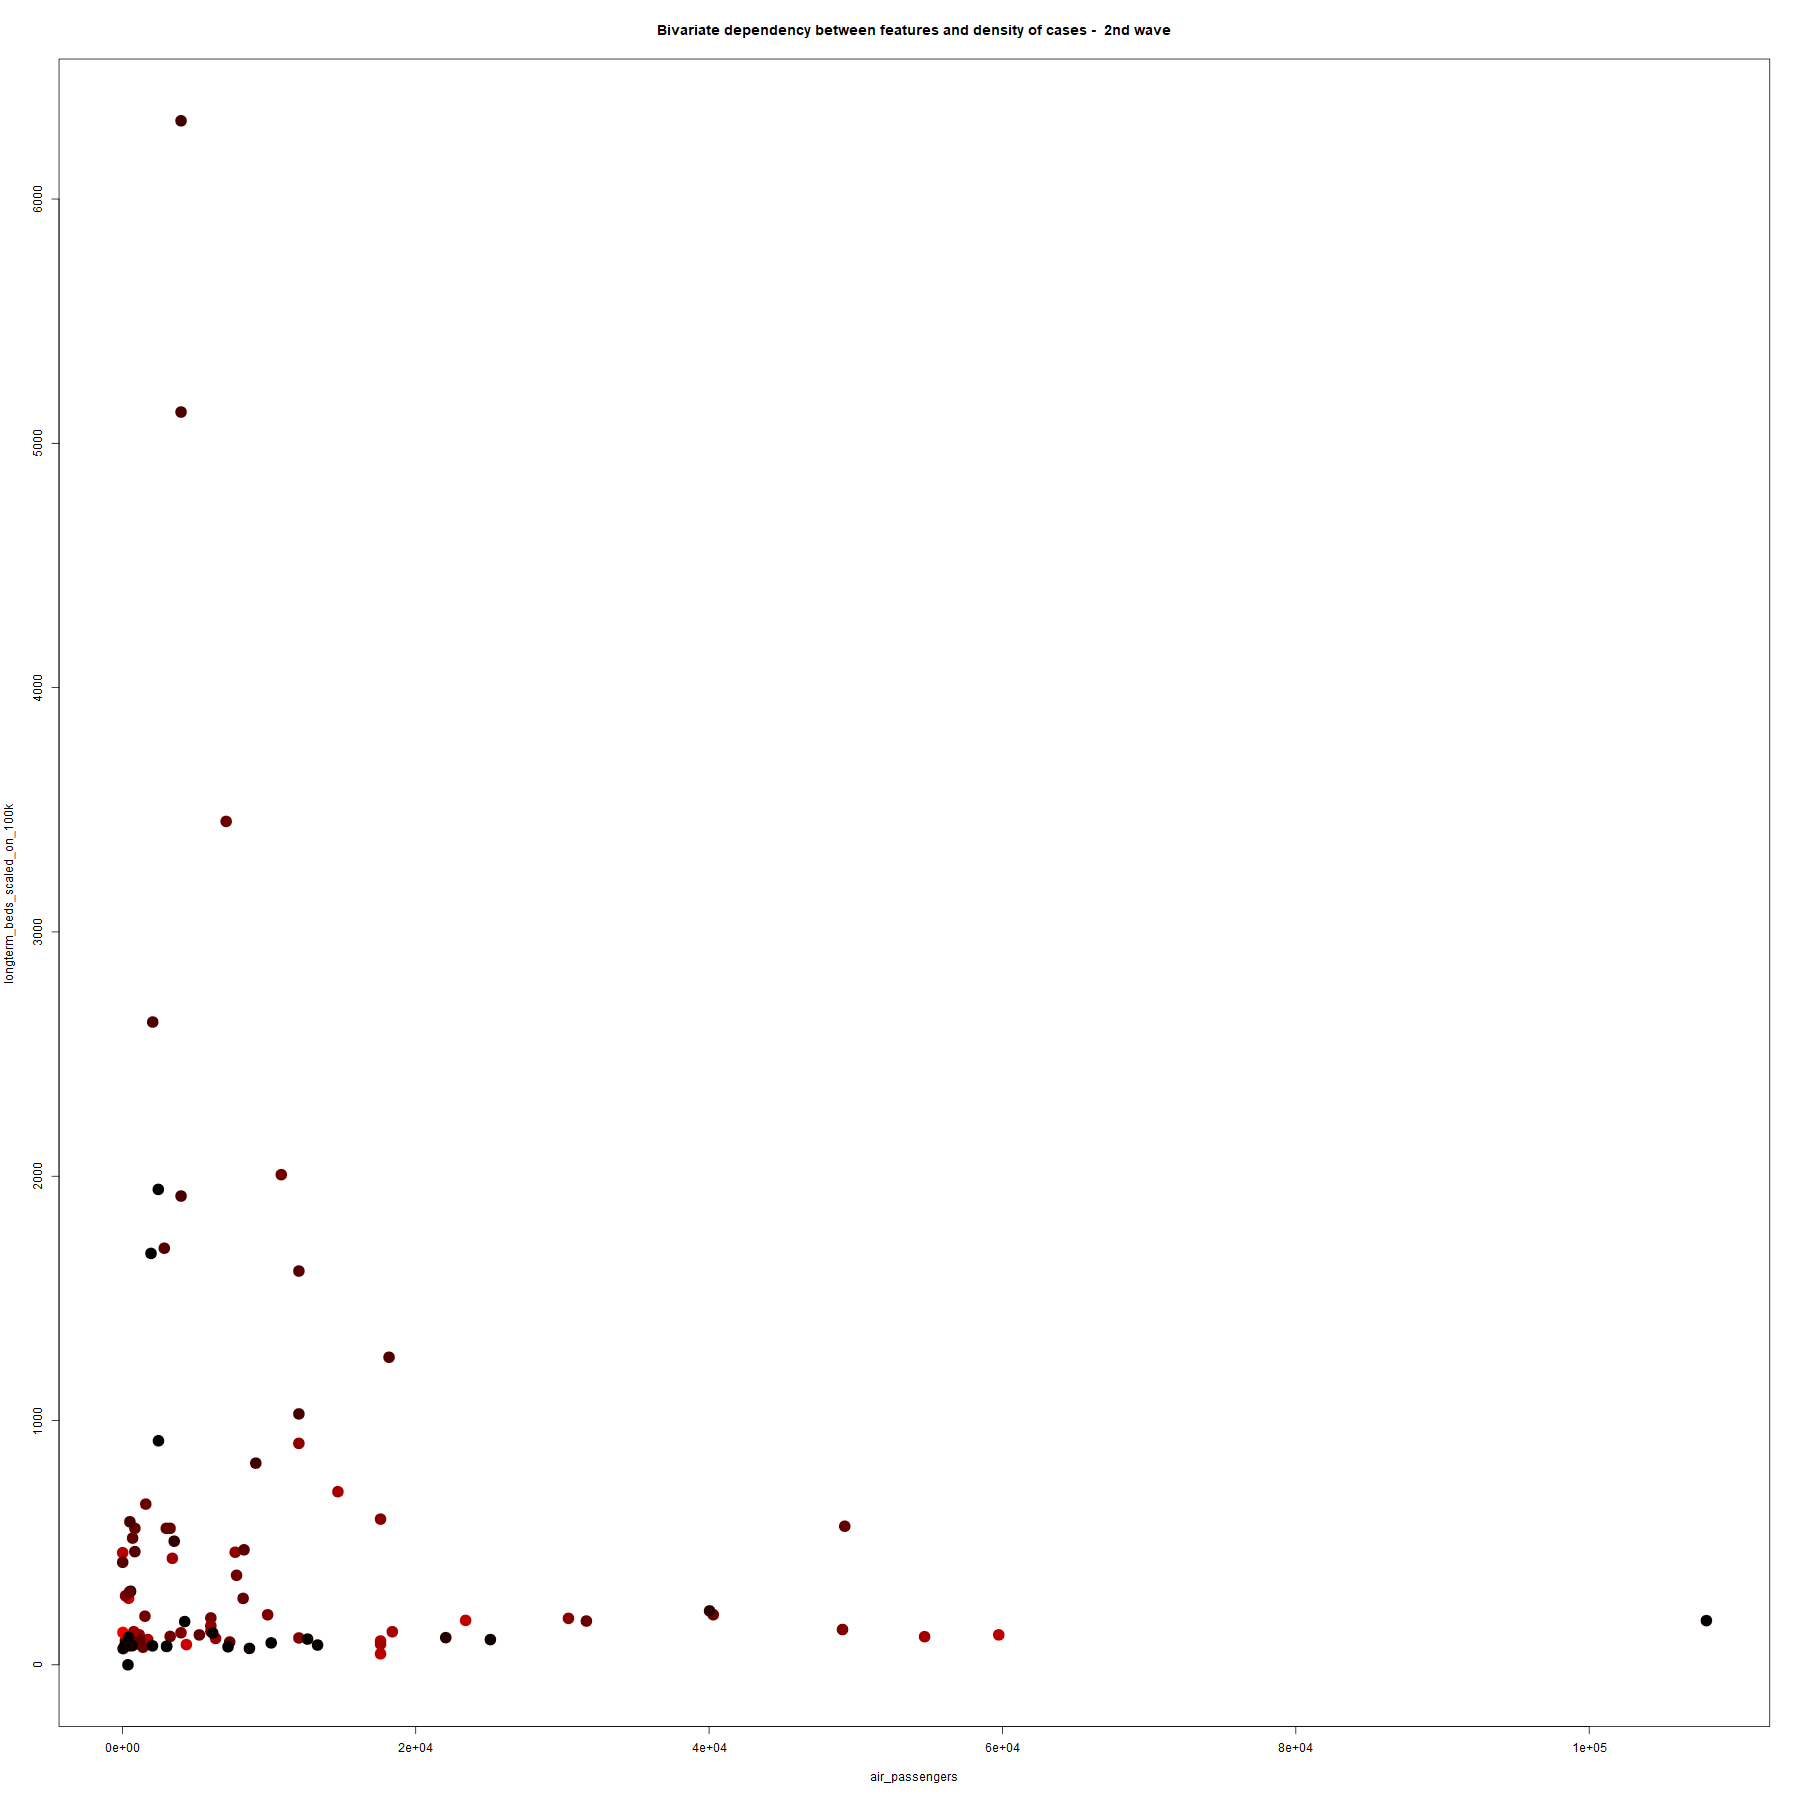 Bivariate dependency between features and density of cases -  2nd wave
longterm_beds_scaled_on_100k
6000
5000
4000
3000
2000
1000
0
0e+00 2e+04 4e+04 6e+04 8e+04 1e+05
air_passengers